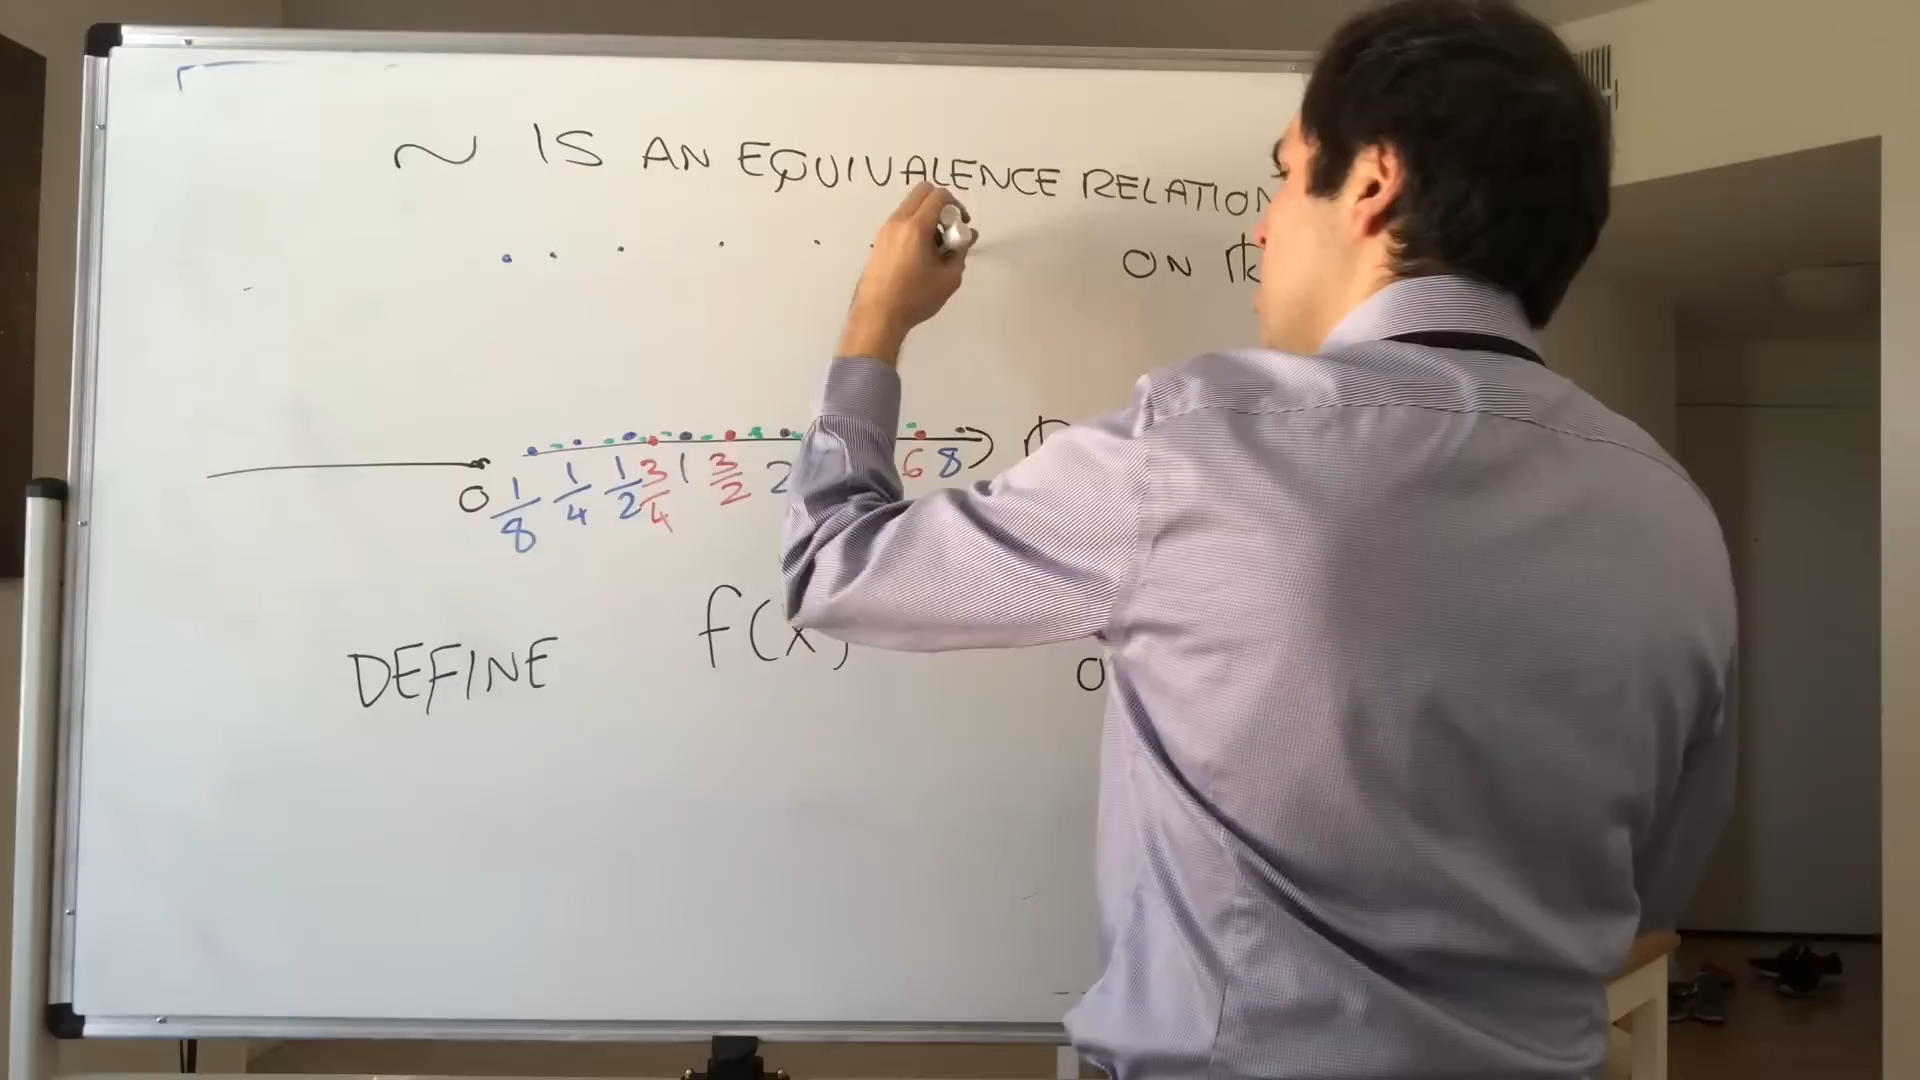 ~ IS AN EQUIVALENCE RELATION
ON ℝ
0 1/8 1/4 1/2 3/4 1 3/2 2 6 8
DEFINE f(x)
0